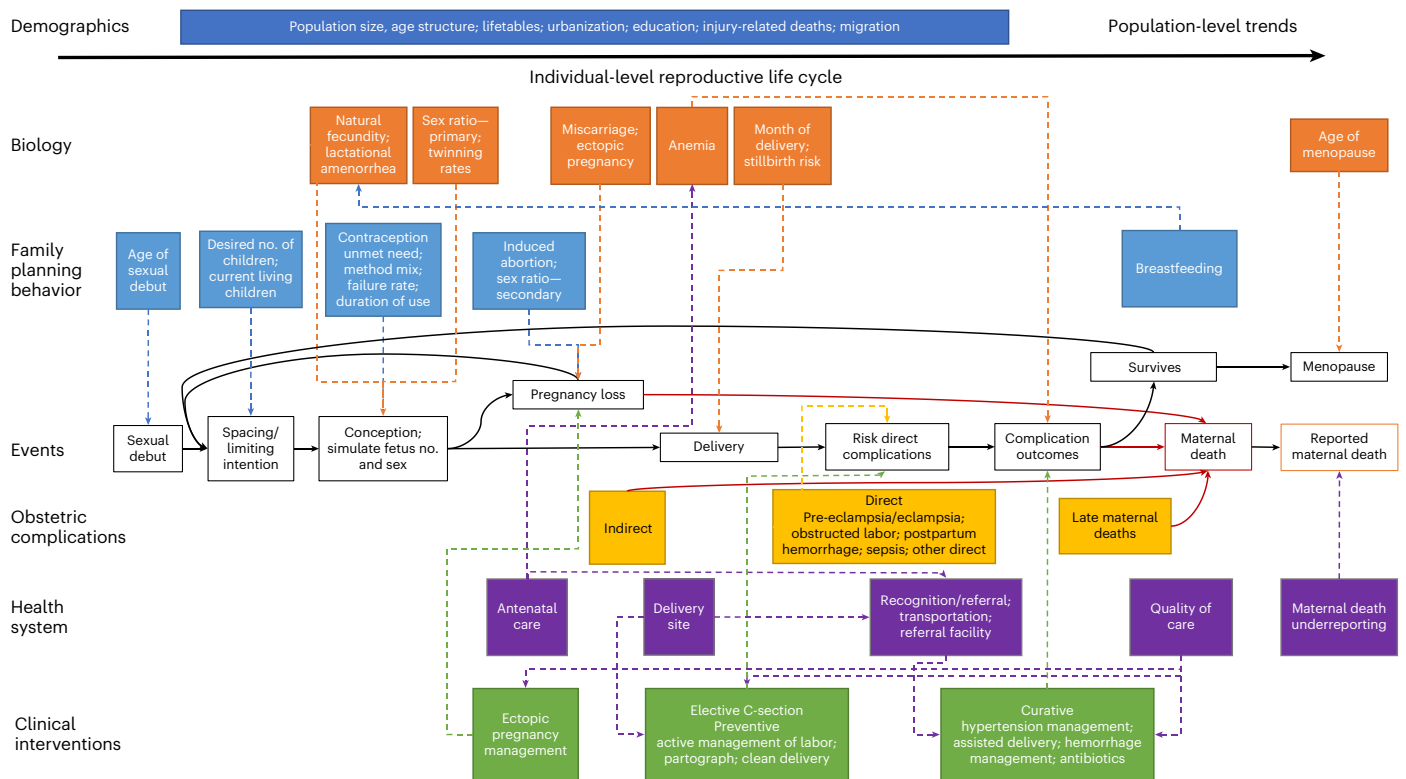 Demographics
Population size, age structure; lifetables; urbanization; education; injury-related deaths; migration
Population-level trends
Individual-level reproductive life cycle
Biology
Natural
fecundity;
lactational
amenorrhea
Sex ratio—
primary;
twinning
rates
Miscarriage;
ectopic
pregnancy
Anemia
Month of
delivery;
stillbirth risk
Age of
menopause
Family
planning
behavior
Age of
sexual
debut
Desired no. of
children;
current living
children
Contraception
unmet need;
method mix;
failure rate;
duration of use
Induced
abortion;
sex ratio—
secondary
Breastfeeding
Survives
Menopause
Pregnancy loss
Events
Sexual
debut
Spacing/
limiting
intention
Conception;
simulate fetus no.
and sex
Delivery
Risk direct
complications
Complication
outcomes
Maternal
death
Reported
maternal death
Obstetric
complications
Indirect
Direct
Pre-eclampsia/eclampsia;
obstructed labor; postpartum
hemorrhage; sepsis; other direct
Late maternal
deaths
Health
system
Antenatal
care
Delivery
site
Recognition/referral;
transportation;
referral facility
Quality of
care
Maternal death
underreporting
Clinical
interventions
Ectopic
pregnancy
management
Elective C-section
Preventive
active management of labor;
partograph; clean delivery
Curative
hypertension management;
assisted delivery; hemorrhage
management; antibiotics